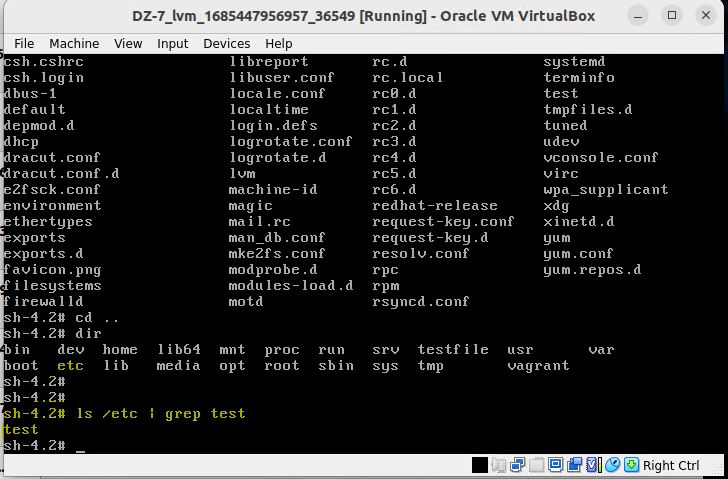 DZ-7_lvm_1685447956957_36549 [Running] - Oracle VM VirtualBox
File Machine View Input Devices Help
csh.cshrc libreport rc.d systemd
csh.login libuser.conf rc.local terminfo
dbus-1 locale.conf rc0.d test
default localtime rc1.d tmpfiles.d
depmod.d login.defs rc2.d tuned
dhcp logrotate.conf rc3.d udev
dracut.conf logrotate.d rc4.d vconsole.conf
dracut.conf.d lvm rc5.d virc
e2fsck.conf machine-id rc6.d wpa_supplicant
environment magic redhat-release xdg
ethertypes mail.rc request-key.conf xinetd.d
exports man_db.conf request-key.d yum
exports.d mke2fs.conf resolv.conf yum.conf
favicon.png modprobe.d rpc yum.repos.d
filesystems modules-load.d rpm
firewalld motd rsyncd.conf
sh-4.2# cd ..
sh-4.2# dir
bin dev home lib64 mnt proc run srv testfile usr var
boot etc lib media opt root sbin sys tmp vagrant
sh-4.2#
sh-4.2#
sh-4.2# ls /etc | grep test
test
sh-4.2# _
Right Ctrl